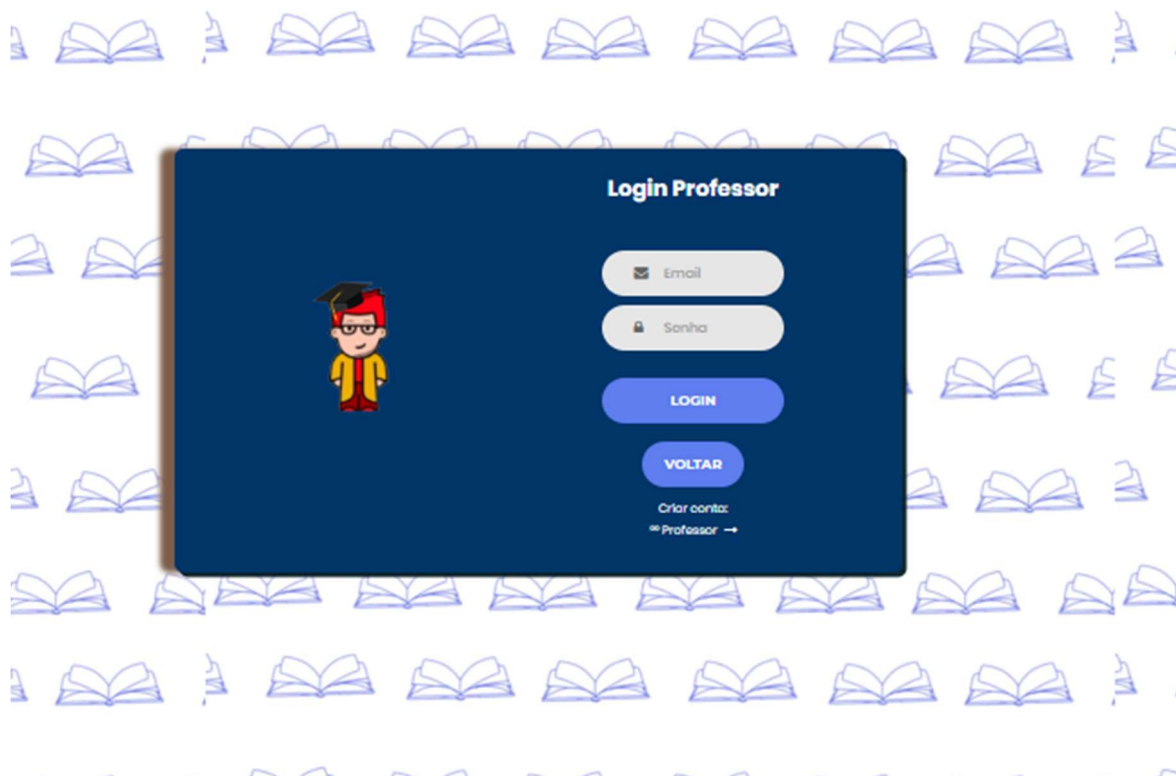 Login Professor
Email
Senha
LOGIN
VOLTAR
Criar conta:
Professor